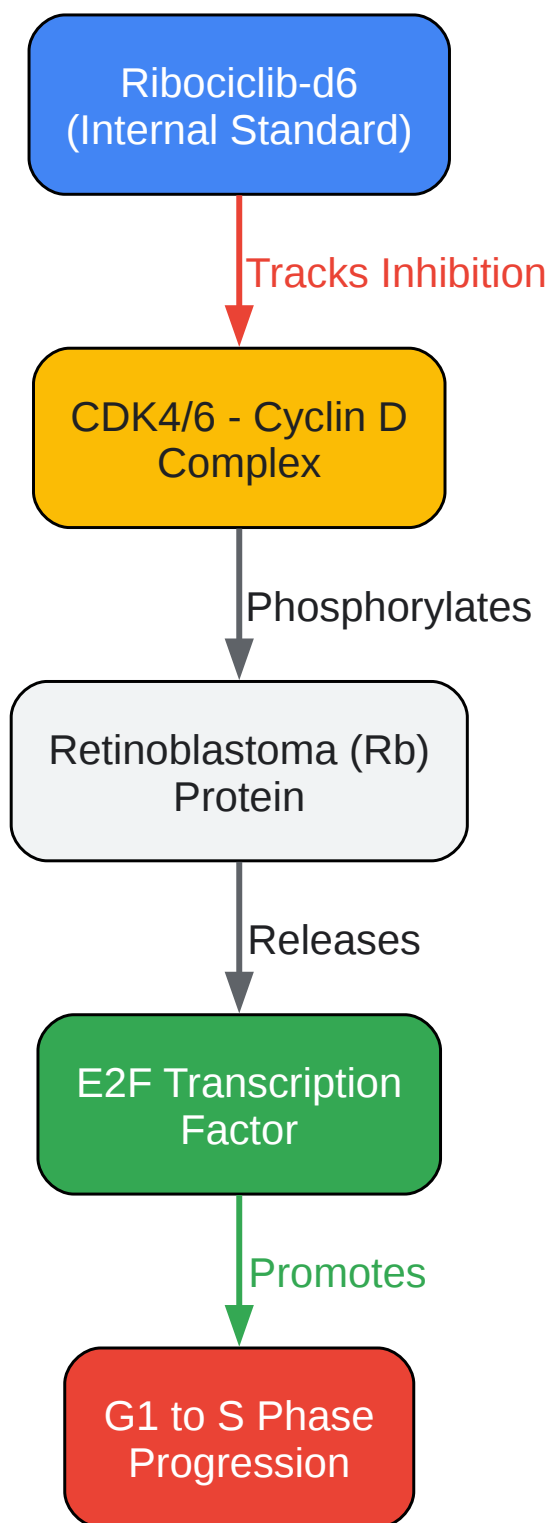 Ribociclib-d6
(Internal Standard)
Tracks Inhibition
CDK4/6 - Cyclin D
Complex
Phosphorylates
Retinoblastoma (Rb)
Protein
Releases
E2F Transcription
Factor
Promotes
G1 to S Phase
Progression